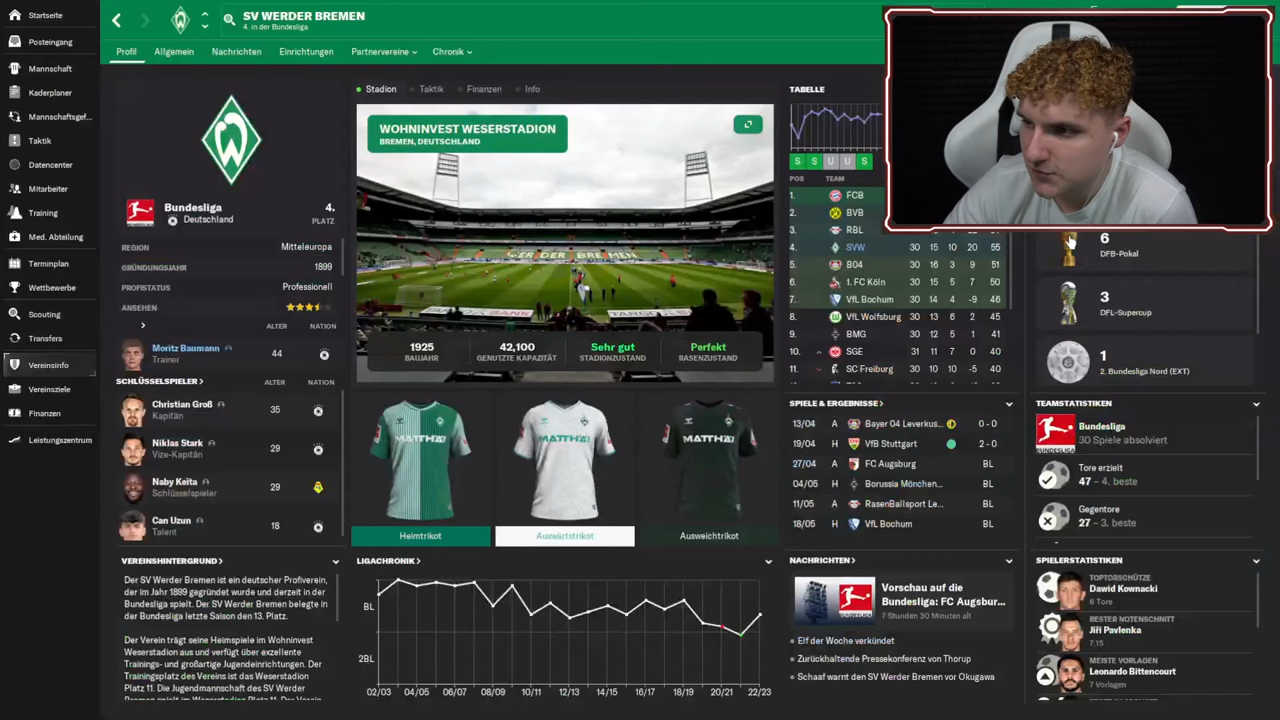 Startseite
Posteingang
Mannschaft
Kaderplaner
Mannschaftsgef...
Taktik
Datencenter
Mitarbeiter
Training
Med. Abteilung
Terminplan
Wettbewerbe
Scouting
Transfers
Vereinsinfo
Vereinsziele
Finanzen
Leistungszentrum
SV WERDER BREMEN
4. in der Bundesliga
Profil Allgemein Nachrichten Einrichtungen Partnervereine Chronik
Bundesliga
Deutschland
4.
PLATZ
REGION Mitteleuropa
GRÜNDUNGSJAHR 1899
PROFISTATUS Professionell
ANSEHEN
ALTER NATION
Moritz Baumann
Trainer
44
SCHLÜSSELSPIELER ALTER NATION
Christian Groß
Kapitän
35
Niklas Stark
Vize-Kapitän
29
Naby Keïta
Schlüsselspieler
29
Can Uzun
Talent
18
VEREINSHINTERGRUND
Der SV Werder Bremen ist ein deutscher Profiverein,
der im Jahr 1899 gegründet wurde und derzeit in der
Bundesliga spielt. Der SV Werder Bremen belegte in
der Bundesliga letzte Saison den 13. Platz.
Der Verein trägt seine Heimspiele im Wohninvest
Weserstadion aus und verfügt über exzellente
Trainings- und großartige Jugendeinrichtungen. Der
Trainingsplatz des Vereins ist das Weserstadion
Platz 11. Die Jugendmannschaft des SV Werder
Stadion Taktik Finanzen Info
WOHNINVEST WESERSTADION
BREMEN, DEUTSCHLAND
WERDER BREMEN
1925
BAUJAHR
42,100
GENUTZTE KAPAZITÄT
Sehr gut
STADIONZUSTAND
Perfekt
RASENZUSTAND
MATTHÄI
MATTHÄI
MATTHÄI
Heimtrikot Auswärtstrikot Ausweichtrikot
LIGACHRONIK
BL
2BL
02/03 04/05 06/07 08/09 10/11 12/13 14/15 16/17 18/19 20/21 22/23
TABELLE
S S U U S
POS TEAM
1. FCB
2. BVB
3. RBL
4. SVW 30 15 10 20 55
5. B04 30 16 3 9 51
6. 1. FC Köln 30 15 5 7 50
7. VfL Bochum 30 14 4 -9 46
8. VfL Wolfsburg 30 13 6 2 45
9. BMG 30 12 5 1 41
10. SGE 31 11 7 0 40
11. SC Freiburg 30 10 10 -5 40
SPIELE & ERGEBNISSE
13/04 A Bayer 04 Leverkus... 0 - 0
19/04 H VfB Stuttgart 2 - 0
27/04 A FC Augsburg BL
04/05 H Borussia Mönchen... BL
11/05 A RasenBallsport Le... BL
18/05 H VfL Bochum BL
NACHRICHTEN
Vorschau auf die
Bundesliga: FC Augsbur...
7 Stunden 30 Minuten alt
Elf der Woche verkündet
Zurückhaltende Pressekonferenz von Thorup
Schaaf warnt den SV Werder Bremen vor Okugawa
6
DFB-Pokal
3
DFL-Supercup
1
2. Bundesliga Nord (EXT)
TEAMSTATISTIKEN
Bundesliga
30 Spiele absolviert
Tore erzielt
47 – 4. beste
Gegentore
27 – 3. beste
SPIELERSTATISTIKEN
TOPTORSCHÜTZE
Dawid Kownacki
6 Tore
BESTER NOTENSCHNITT
Jiří Pavlenka
7,15
MEISTE VORLAGEN
Leonardo Bittencourt
7 Vorlagen